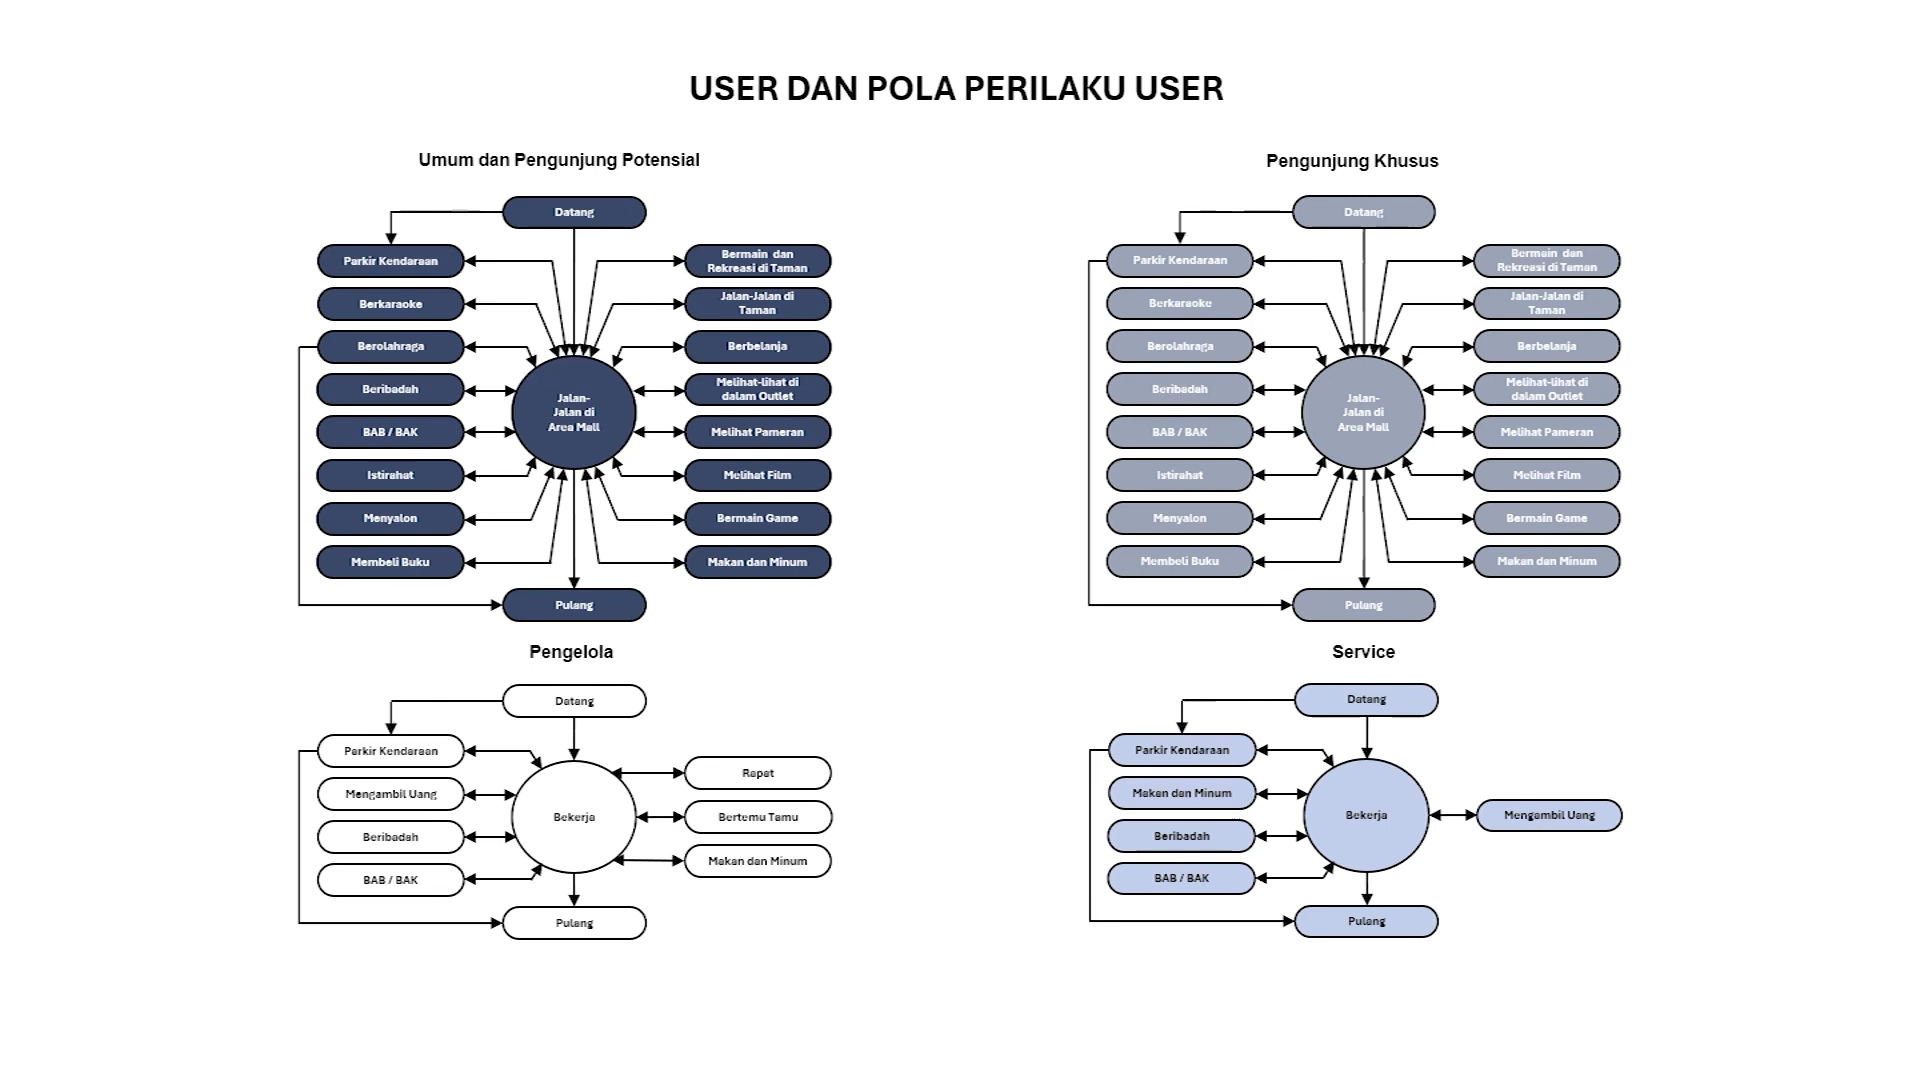 USER DAN POLA PERILAKU USER
Umum dan Pengunjung Potensial
Datang
Parkir Kendaraan
Berkaraoke
Berolahraga
Beribadah
BAB / BAK
Istirahat
Menyalon
Membeli Buku
Jalan-
Jalan di
Area Mall
Bermain dan
Rekreasi di Taman
Jalan-Jalan di
Taman
Berbelanja
Melihat-lihat di
dalam Outlet
Melihat Pameran
Melihat Film
Bermain Game
Makan dan Minum
Pulang
Pengunjung Khusus
Datang
Parkir Kendaraan
Berkaraoke
Berolahraga
Beribadah
BAB / BAK
Istirahat
Menyalon
Membeli Buku
Jalan-
Jalan di
Area Mall
Bermain dan
Rekreasi di Taman
Jalan-Jalan di
Taman
Berbelanja
Melihat-lihat di
dalam Outlet
Melihat Pameran
Melihat Film
Bermain Game
Makan dan Minum
Pulang
Pengelola
Datang
Parkir Kendaraan
Mengambil Uang
Beribadah
BAB / BAK
Bekerja
Rapat
Bertemu Tamu
Makan dan Minum
Pulang
Service
Datang
Parkir Kendaraan
Makan dan Minum
Beribadah
BAB / BAK
Bekerja
Mengambil Uang
Pulang